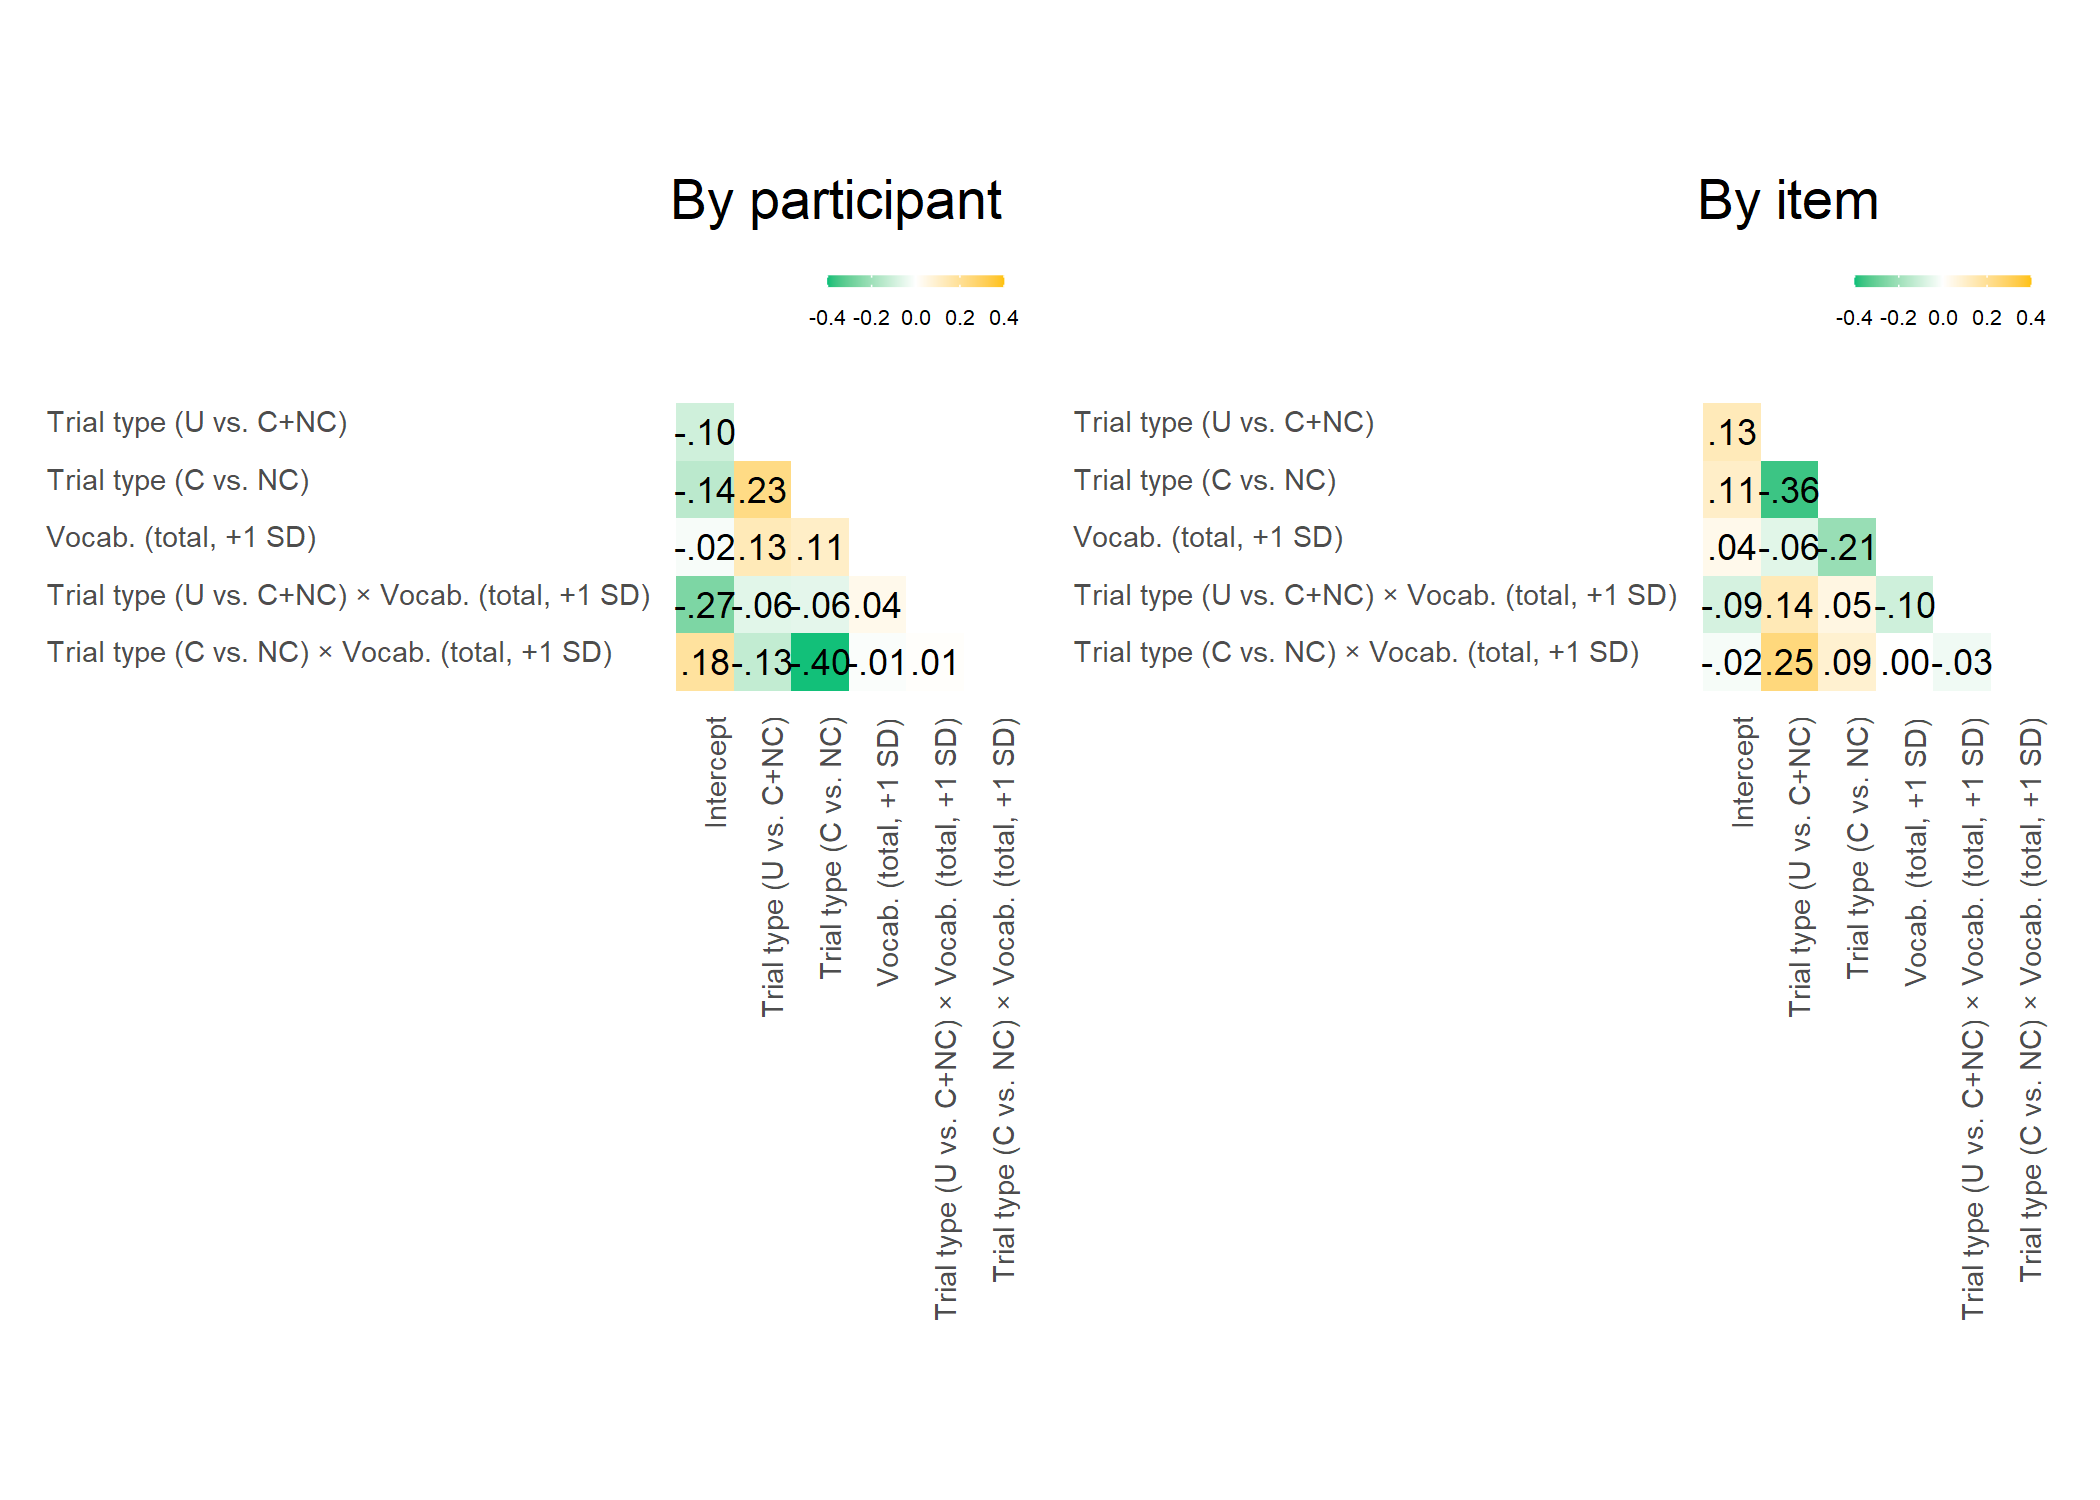 By participant
-0.4 -0.2 0.0 0.2 0.4
Trial type (U vs. C+NC) -.10
Trial type (C vs. NC) -.14 .23
Vocab. (total, +1 SD) -.02 .13 .11
Trial type (U vs. C+NC) × Vocab. (total, +1 SD) -.27 -.06 -.06 .04
Trial type (C vs. NC) × Vocab. (total, +1 SD) .18 -.13 -.40 -.01 .01
Intercept
Trial type (U vs. C+NC)
Trial type (C vs. NC)
Vocab. (total, +1 SD)
Trial type (U vs. C+NC) × Vocab. (total, +1 SD)
Trial type (C vs. NC) × Vocab. (total, +1 SD)
By item
-0.4 -0.2 0.0 0.2 0.4
Trial type (U vs. C+NC) .13
Trial type (C vs. NC) .11 -.36
Vocab. (total, +1 SD) .04 -.06 -.21
Trial type (U vs. C+NC) × Vocab. (total, +1 SD) -.09 .14 .05 -.10
Trial type (C vs. NC) × Vocab. (total, +1 SD) -.02 .25 .09 .00 -.03
Intercept
Trial type (U vs. C+NC)
Trial type (C vs. NC)
Vocab. (total, +1 SD)
Trial type (U vs. C+NC) × Vocab. (total, +1 SD)
Trial type (C vs. NC) × Vocab. (total, +1 SD)